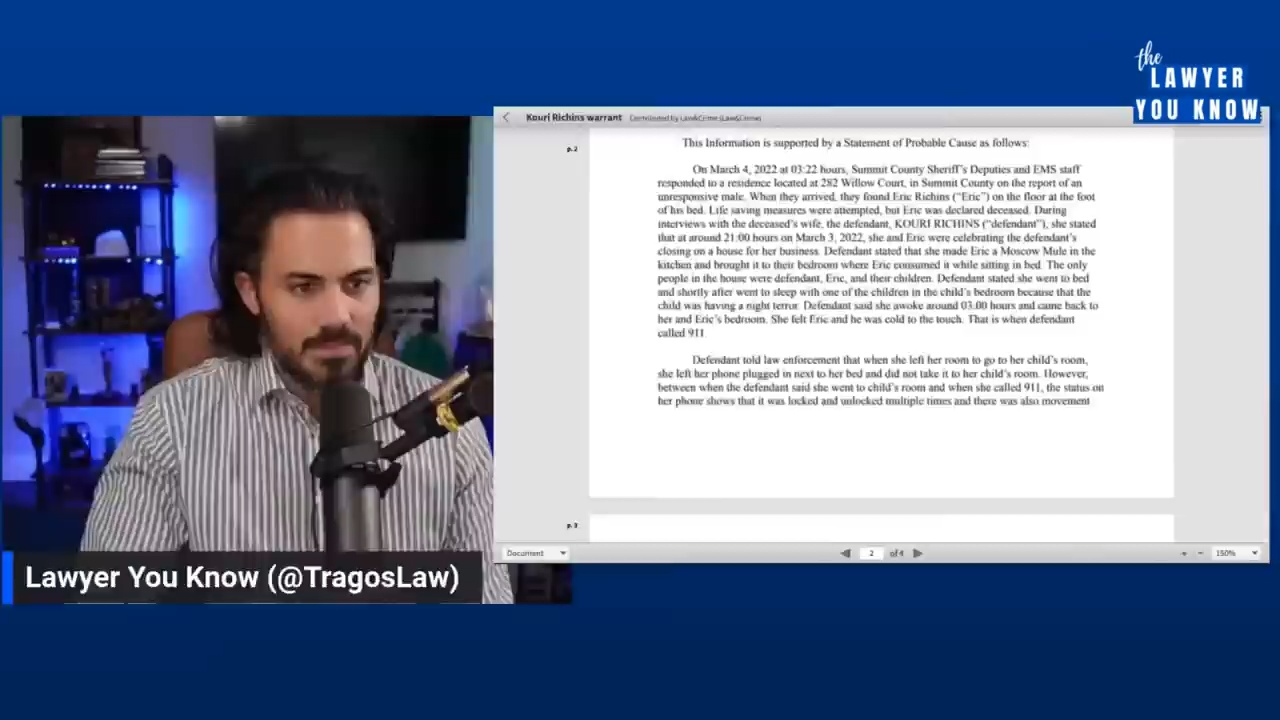 the
LAWYER
YOU KNOW
Kouri Richins warrant Contributed by Law&Crime (Law&Crime)
p.2
This Information is supported by a Statement of Probable Cause as follows:
On March 4, 2022 at 03:22 hours, Summit County Sheriff's Deputies and EMS staff
responded to a residence located at 282 Willow Court, in Summit County on the report of an
unresponsive male. When they arrived, they found Eric Richins ("Eric") on the floor at the foot
of his bed. Life saving measures were attempted, but Eric was declared deceased. During
interviews with the deceased's wife, the defendant, KOURI RICHINS ("defendant"), she stated
that at around 21:00 hours on March 3, 2022, she and Eric were celebrating the defendant's
closing on a house for her business. Defendant stated that she made Eric a Moscow Mule in the
kitchen and brought it to their bedroom where Eric consumed it while sitting in bed. The only
people in the house were defendant, Eric, and their children. Defendant stated she went to bed
and shortly after went to sleep with one of the children in the child's bedroom because that the
child was having a night terror. Defendant said she awoke around 03:00 hours and came back to
her and Eric's bedroom. She felt Eric and he was cold to the touch. That is when defendant
called 911
Defendant told law enforcement that when she left her room to go to her child's room,
she left her phone plugged in next to her bed and did not take it to her child's room. However,
between when the defendant said she went to child's room and when she called 911, the status on
her phone shows that it was locked and unlocked multiple times and there was also movement
p.3
Document
2 of 4
150%
Lawyer You Know (@TragosLaw)